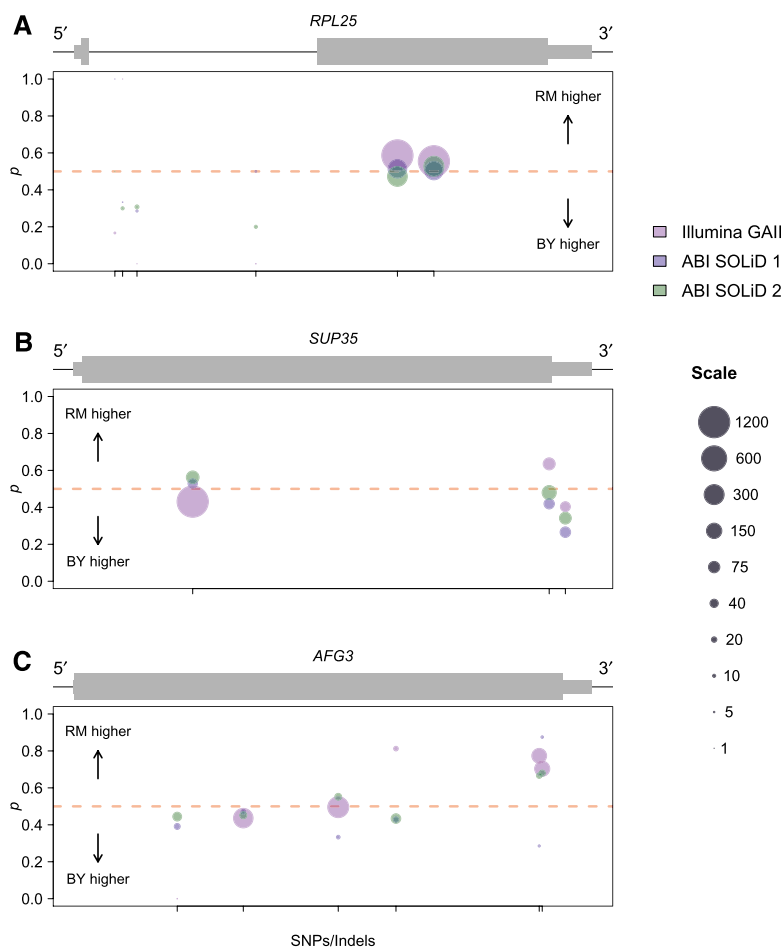 A
RPL25
5′
3′
1.0
0.8
0.6
0.4
0.2
0.0
p
RM higher
BY higher
Illumina GAII
ABI SOLiD 1
ABI SOLiD 2
B
SUP35
5′
3′
1.0
0.8
0.6
0.4
0.2
0.0
p
RM higher
BY higher
Scale
1200
600
300
150
75
40
20
10
5
1
C
AFG3
5′
3′
1.0
0.8
0.6
0.4
0.2
0.0
p
RM higher
BY higher
SNPs/Indels